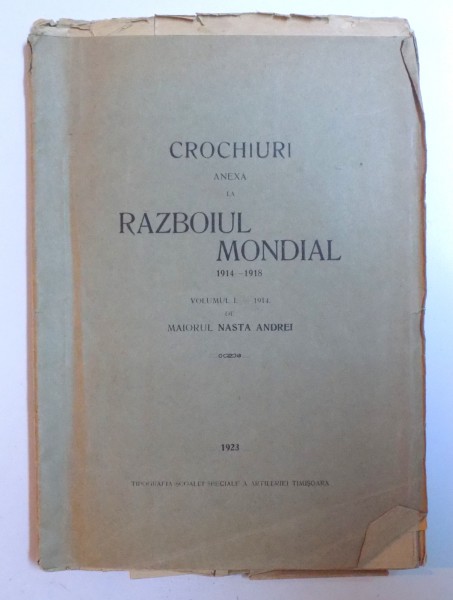 CROCHIURI
ANEXA
LA
RAZBOIUL
MONDIAL
1914—1918
VOLUMUL I. — 1914.
DE
MAIORUL NASTA ANDREI
1923
TIPOGRAFIA ȘCOALEI SPECIALE A ARTILERIEI TIMIȘOARA